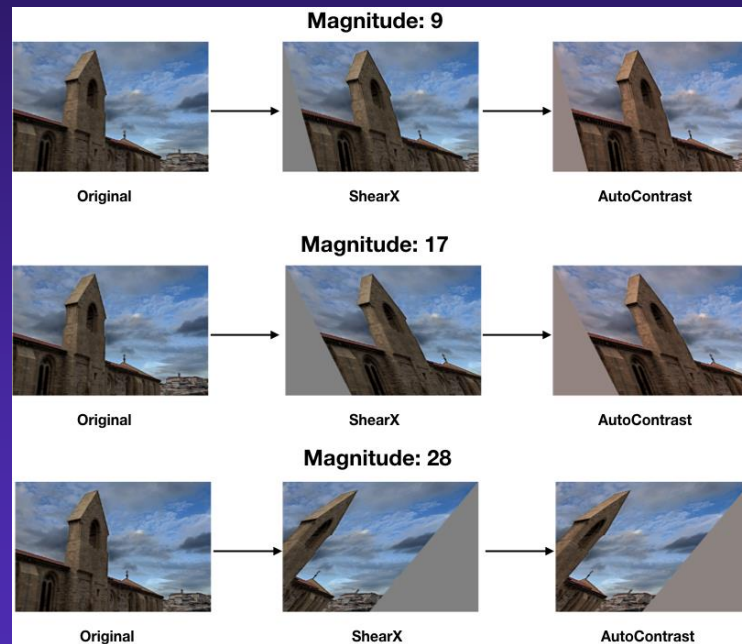 Magnitude: 9
Original
ShearX
AutoContrast
Magnitude: 17
Original
ShearX
AutoContrast
Magnitude: 28
Original
ShearX
AutoContrast